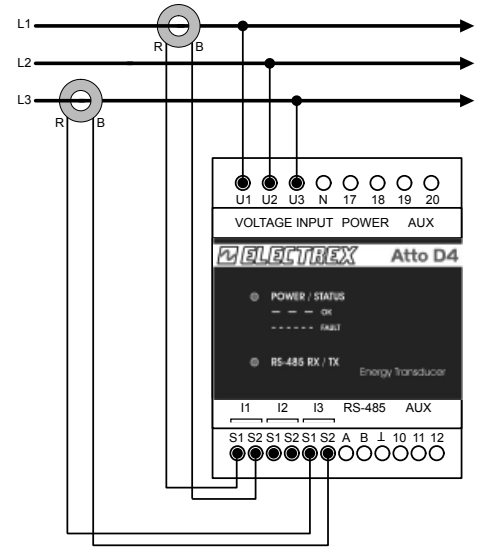 L1
R B
L2
L3
R B
U1 U2 U3 N 17 18 19 20
VOLTAGE INPUT POWER AUX
ELECTREX Atto D4
POWER / STATUS
OK
FAULT
RS-485 RX / TX
Energy Transducer
I1 I2 I3 RS-485 AUX
S1 S2 S1 S2 S1 S2 A B ⊥ 10 11 12